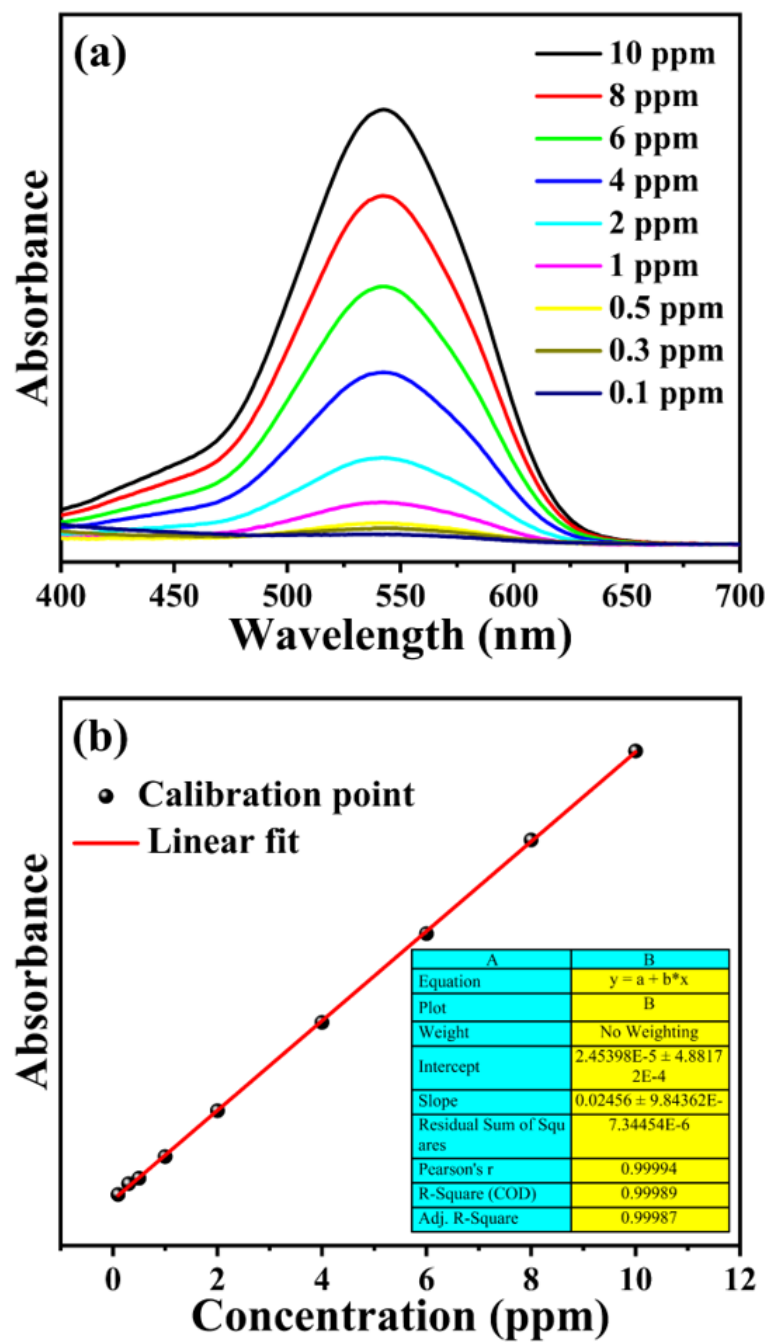 (a)
10 ppm
8 ppm
6 ppm
4 ppm
2 ppm
1 ppm
0.5 ppm
0.3 ppm
0.1 ppm
Absorbance
400 450 500 550 600 650 700
Wavelength (nm)
(b)
Calibration point
Linear fit
Absorbance
A B
Equation y = a + b*x
Plot B
Weight No Weighting
Intercept 2.45398E-5 ± 4.8817
2E-4
Slope 0.02456 ± 9.84362E-
Residual Sum of Squ 7.34454E-6
ares
Pearson's r 0.99994
R-Square (COD) 0.99989
Adj. R-Square 0.99987
0 2 4 6 8 10 12
Concentration (ppm)